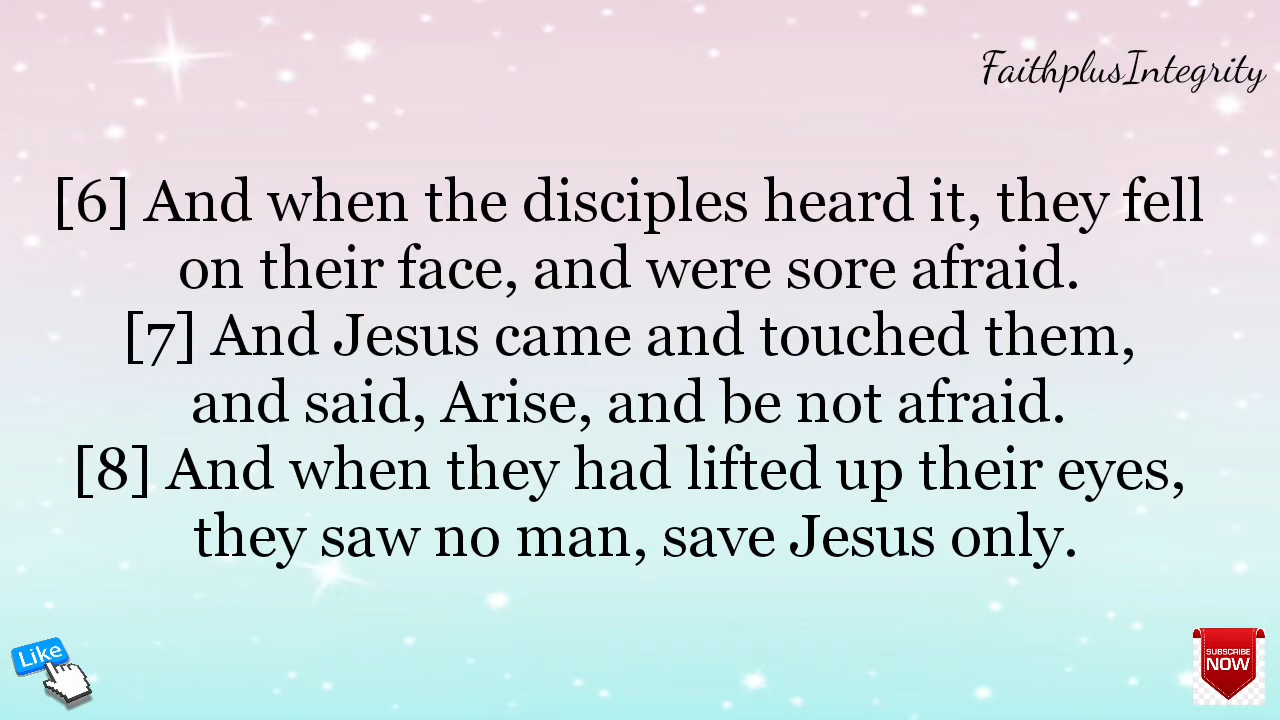 FaithplusIntegrity
[6] And when the disciples heard it, they fell
on their face, and were sore afraid.
[7] And Jesus came and touched them,
and said, Arise, and be not afraid.
[8] And when they had lifted up their eyes,
they saw no man, save Jesus only.
Like
SUBSCRIBE
NOW